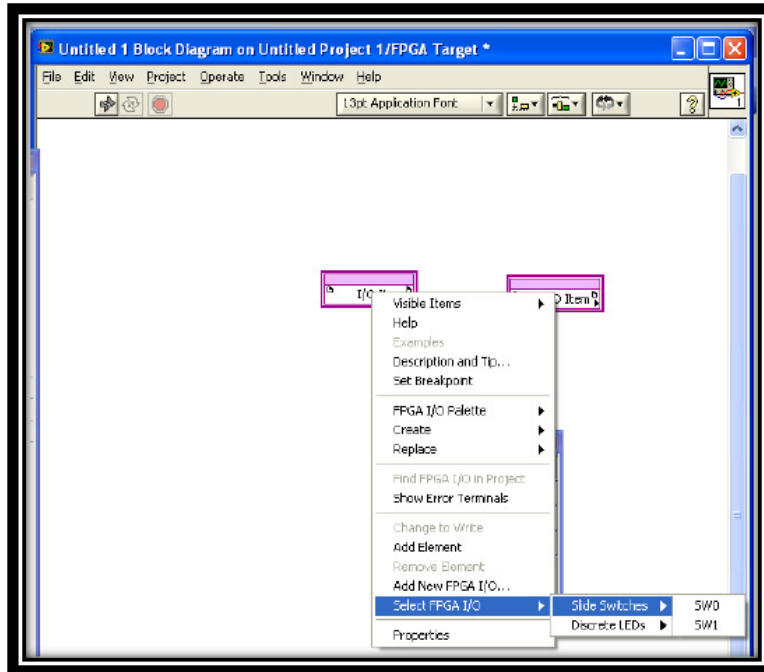 Untitled 1 Block Diagram on Untitled Project 1/FPGA Target *
File Edit View Project Operate Tools Window Help
13pt Application Font
1
I/O
O Item
Visible Items
Help
Examples
Description and Tip...
Set Breakpoint
FPGA I/O Palette
Create
Replace
Find FPGA I/O in Project
Show Error Terminals
Change to Write
Add Element
Remove Element
Add New FPGA I/O...
Select FPGA I/O
Slide Switches
SW0
Discrete LEDs
SW1
Properties